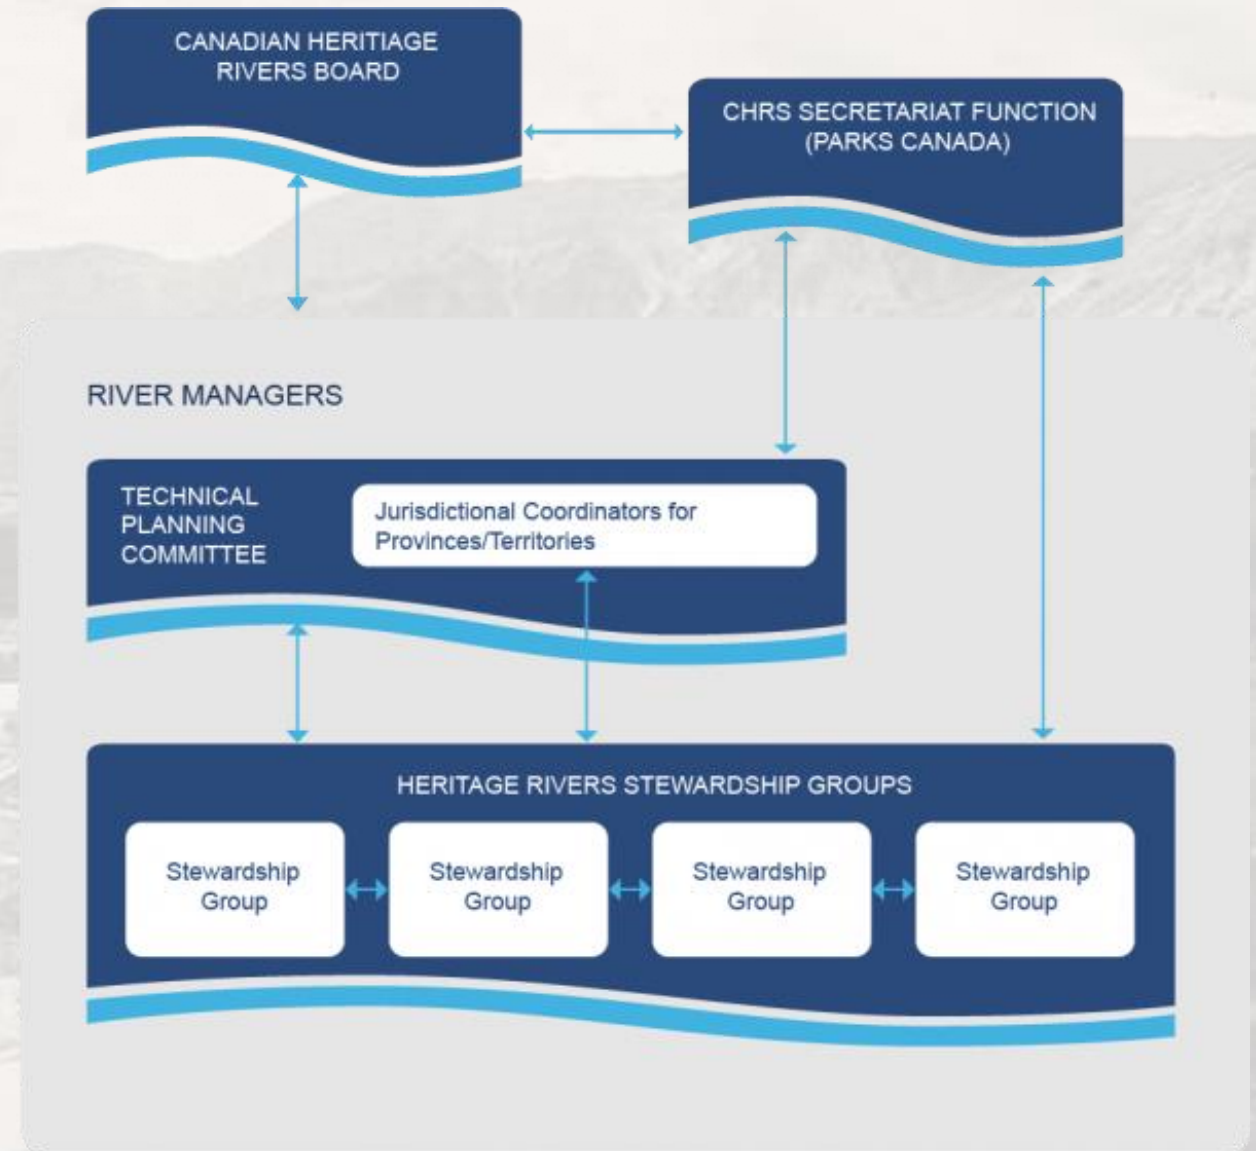 CANADIAN HERITIAGE
RIVERS BOARD
CHRS SECRETARIAT FUNCTION
(PARKS CANADA)
RIVER MANAGERS
TECHNICAL
PLANNING
COMMITTEE
Jurisdictional Coordinators for
Provinces/Territories
HERITAGE RIVERS STEWARDSHIP GROUPS
Stewardship
Group
Stewardship
Group
Stewardship
Group
Stewardship
Group